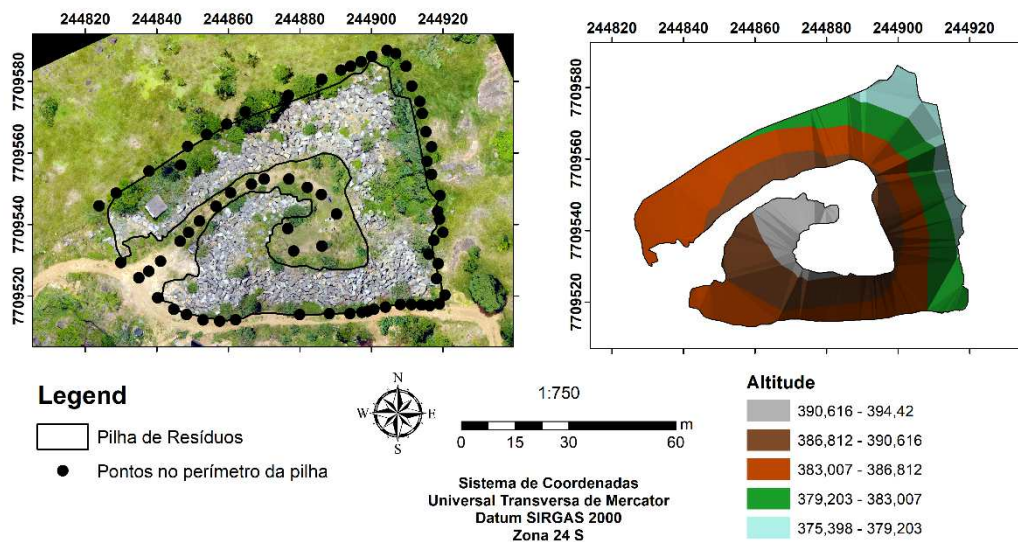 244820 244840 244860 244880 244900 244920
7709580
7709560
7709540
7709520
244820 244840 244860 244880 244900 244920
7709580
7709560
7709540
7709520
Legend
Pilha de Resíduos
Pontos no perímetro da pilha
N
W E
S
1:750
m
0 15 30 60
Sistema de Coordenadas
Universal Transversa de Mercator
Datum SIRGAS 2000
Zona 24 S
Altitude
390,616 - 394,42
386,812 - 390,616
383,007 - 386,812
379,203 - 383,007
375,398 - 379,203